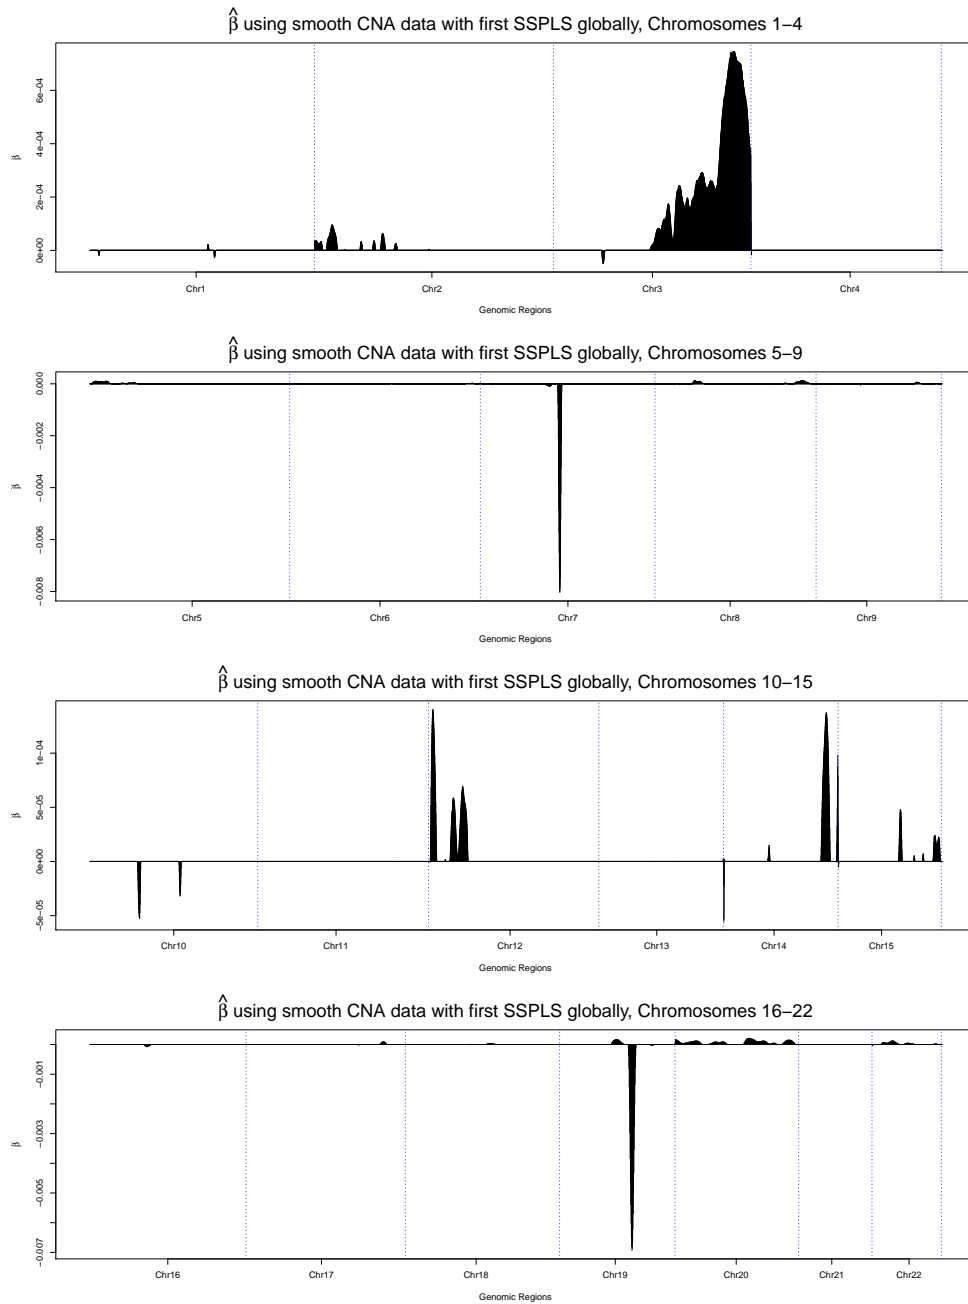 β̂ using smooth CNA data with first SSPLS globally, Chromosomes 1−4
6e−04
4e−04
2e−04
0e+00
β
Chr1 Chr2 Chr3 Chr4
Genomic Regions
β̂ using smooth CNA data with first SSPLS globally, Chromosomes 5−9
0.000
−0.002
−0.004
−0.006
−0.008
β
Chr5 Chr6 Chr7 Chr8 Chr9
Genomic Regions
β̂ using smooth CNA data with first SSPLS globally, Chromosomes 10−15
1e−04
5e−05
0e+00
−5e−05
β
Chr10 Chr11 Chr12 Chr13 Chr14 Chr15
Genomic Regions
β̂ using smooth CNA data with first SSPLS globally, Chromosomes 16−22
−0.001
−0.003
−0.005
−0.007
β
Chr16 Chr17 Chr18 Chr19 Chr20 Chr21 Chr22
Genomic Regions